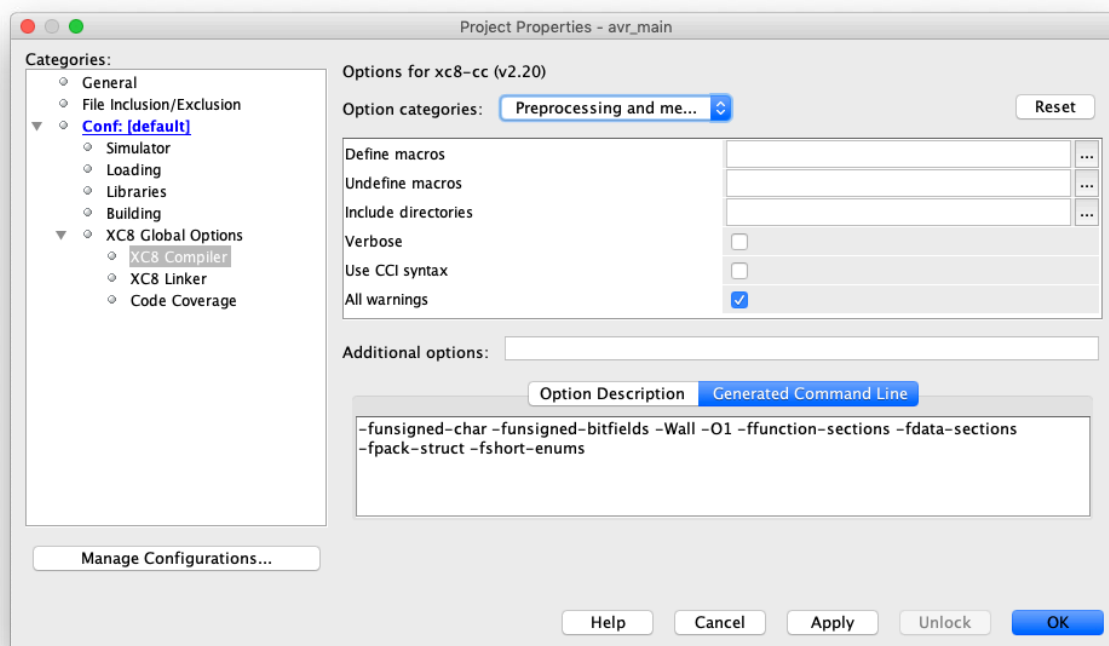 Project Properties - avr_main
Categories:
General
File Inclusion/Exclusion
Conf: [default]
Simulator
Loading
Libraries
Building
XC8 Global Options
XC8 Compiler
XC8 Linker
Code Coverage
Manage Configurations...
Options for xc8-cc (v2.20)
Option categories: Preprocessing and me... Reset
Define macros ...
Undefine macros ...
Include directories ...
Verbose
Use CCI syntax
All warnings
Additional options:
Option Description Generated Command Line
-funsigned-char -funsigned-bitfields -Wall -O1 -ffunction-sections -fdata-sections
-fpack-struct -fshort-enums
Help Cancel Apply Unlock OK